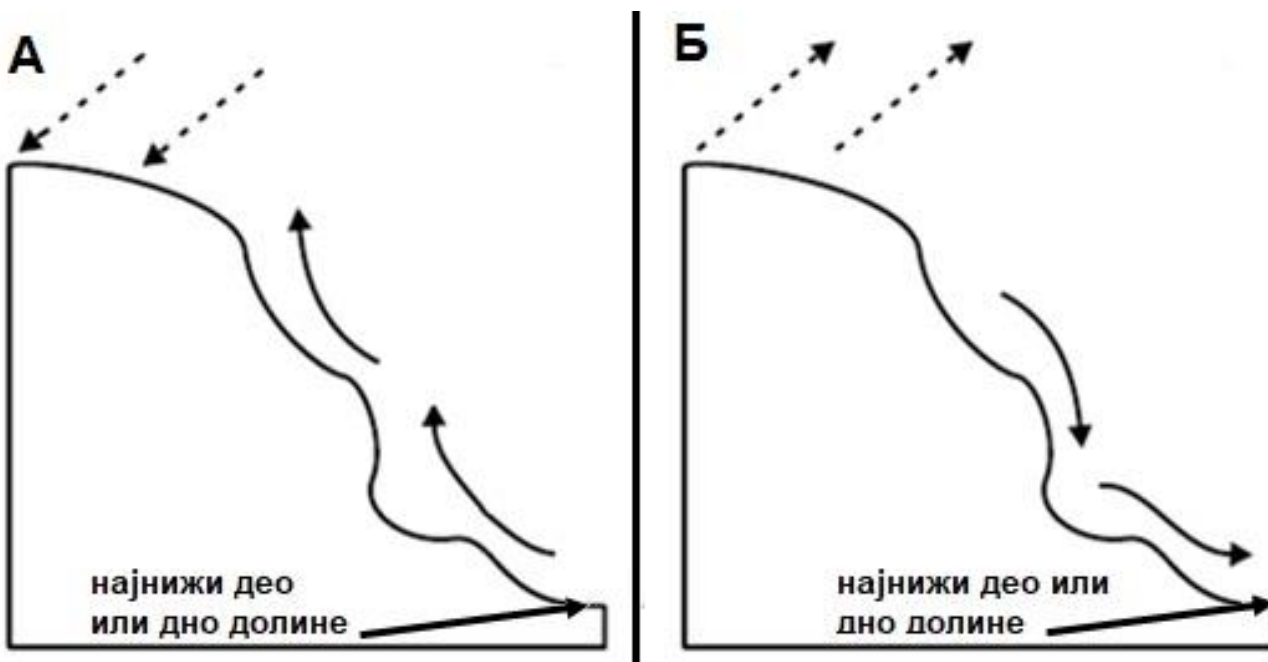 А
најнижи део
или дно долине
Б
најнижи део или
дно долине